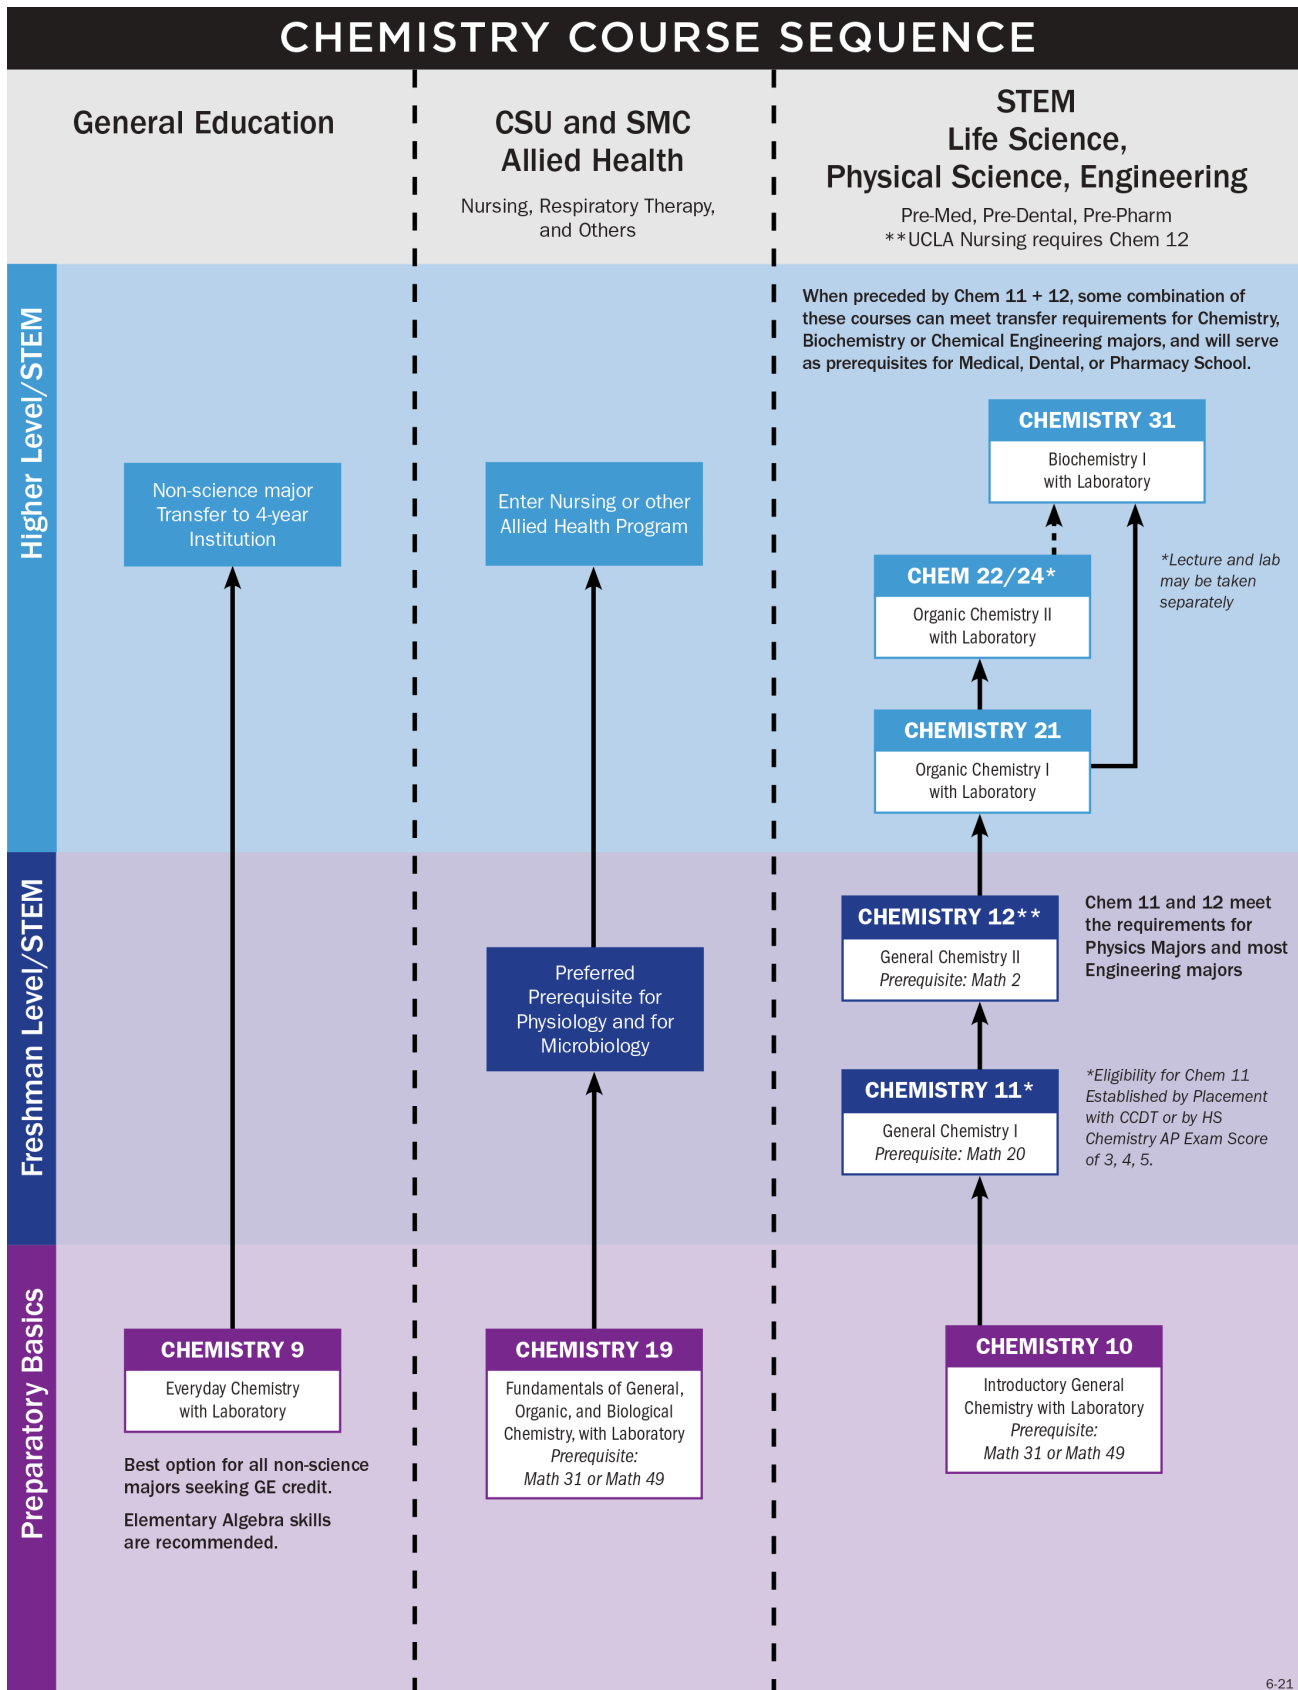 CHEMISTRY COURSE SEQUENCE
General Education
CSU and SMC
Allied Health
Nursing, Respiratory Therapy,
and Others
STEM
Life Science,
Physical Science, Engineering
Pre-Med, Pre-Dental, Pre-Pharm
**UCLA Nursing requires Chem 12
Higher Level/STEM
When preceded by Chem 11 + 12, some combination of
these courses can meet transfer requirements for Chemistry,
Biochemistry or Chemical Engineering majors, and will serve
as prerequisites for Medical, Dental, or Pharmacy School.
Non-science major
Transfer to 4-year
Institution
Enter Nursing or other
Allied Health Program
CHEMISTRY 31
Biochemistry I
with Laboratory
*Lecture and lab
may be taken
separately
CHEM 22/24*
Organic Chemistry II
with Laboratory
CHEMISTRY 21
Organic Chemistry I
with Laboratory
Freshman Level/STEM
Preferred
Prerequisite for
Physiology and for
Microbiology
CHEMISTRY 12**
General Chemistry II
Prerequisite: Math 2
Chem 11 and 12 meet
the requirements for
Physics Majors and most
Engineering majors
CHEMISTRY 11*
General Chemistry I
Prerequisite: Math 20
*Eligibility for Chem 11
Established by Placement
with CCDT or by HS
Chemistry AP Exam Score
of 3, 4, 5.
Preparatory Basics
CHEMISTRY 9
Everyday Chemistry
with Laboratory
Best option for all non-science
majors seeking GE credit.
Elementary Algebra skills
are recommended.
CHEMISTRY 19
Fundamentals of General,
Organic, and Biological
Chemistry, with Laboratory
Prerequisite:
Math 31 or Math 49
CHEMISTRY 10
Introductory General
Chemistry with Laboratory
Prerequisite:
Math 31 or Math 49
6-21